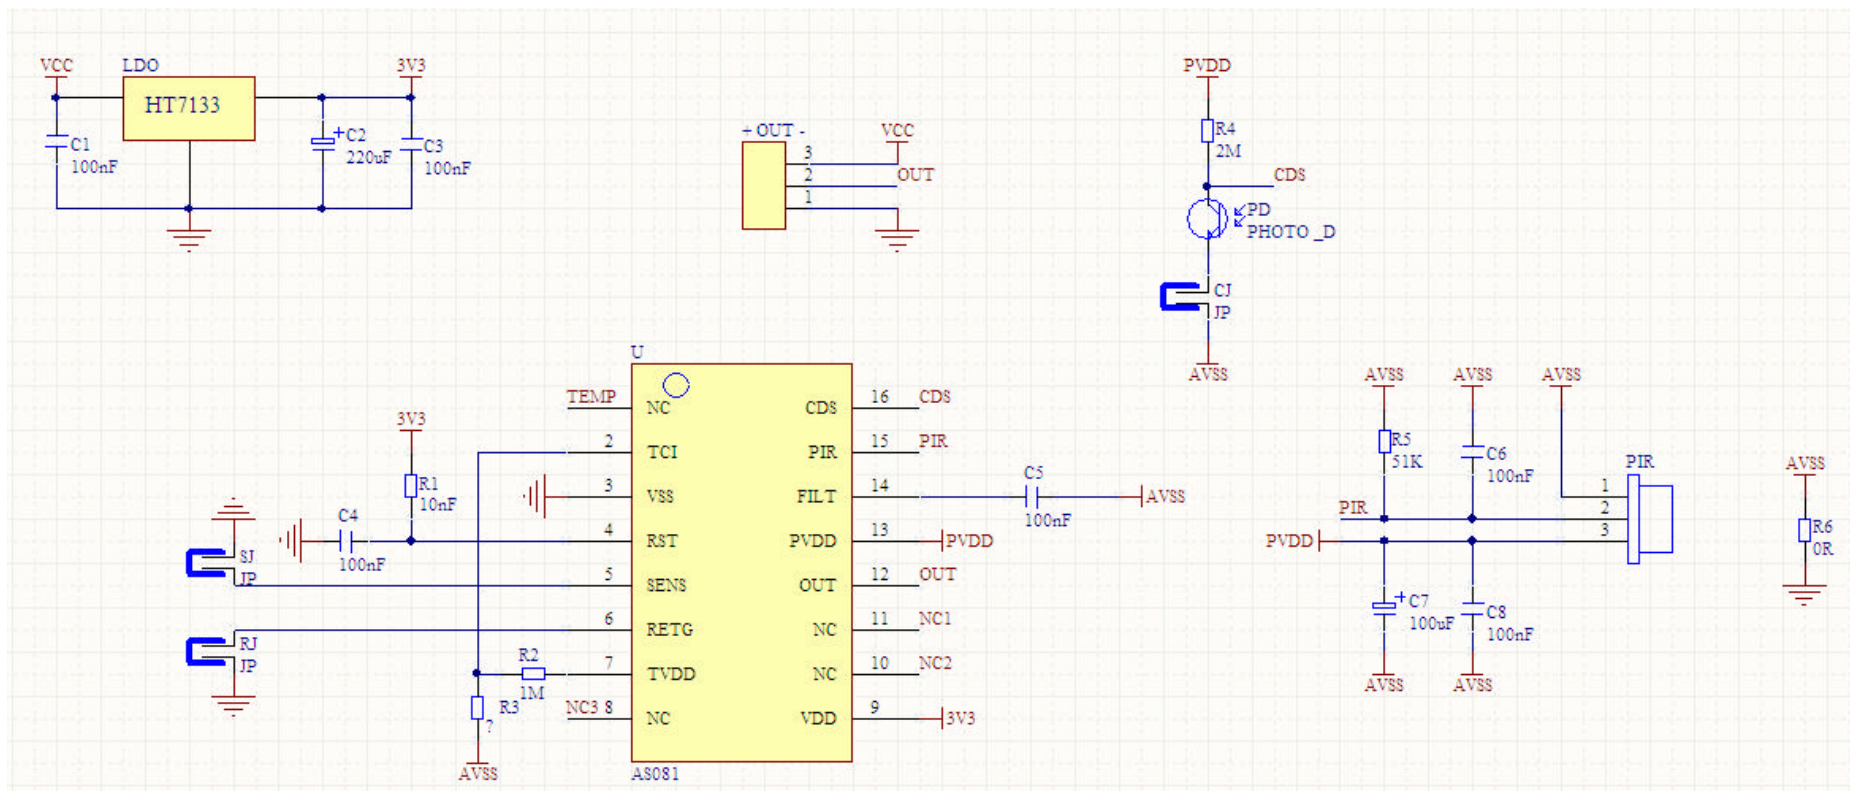 VCC
LDO
3V3
HT7133
C1
100nF
+
C2
220uF
C3
100nF
+ OUT -
VCC
3
2
OUT
1
PVDD
R4
2M
CDS
PD
PHOTO _D
CJ
JP
AVSS
U
TEMP
NC
CDS
16
CDS
2
TCI
PIR
15
PIR
3
VSS
FILT
14
4
RST
PVDD
13
PVDD
5
SENS
OUT
12
OUT
6
RETG
NC
11
NC1
7
TVDD
NC
10
NC2
NC3 8
NC
VDD
9
3V3
AS081
3V3
R1
10nF
C4
100nF
SJ
JP
RJ
JP
R2
1M
R3
?
AVSS
C5
100nF
AVSS
AVSS
AVSS
AVSS
R5
51K
C6
100nF
PIR
1
2
3
PIR
PVDD
+
C7
100uF
C8
100nF
AVSS
AVSS
AVSS
R6
0R